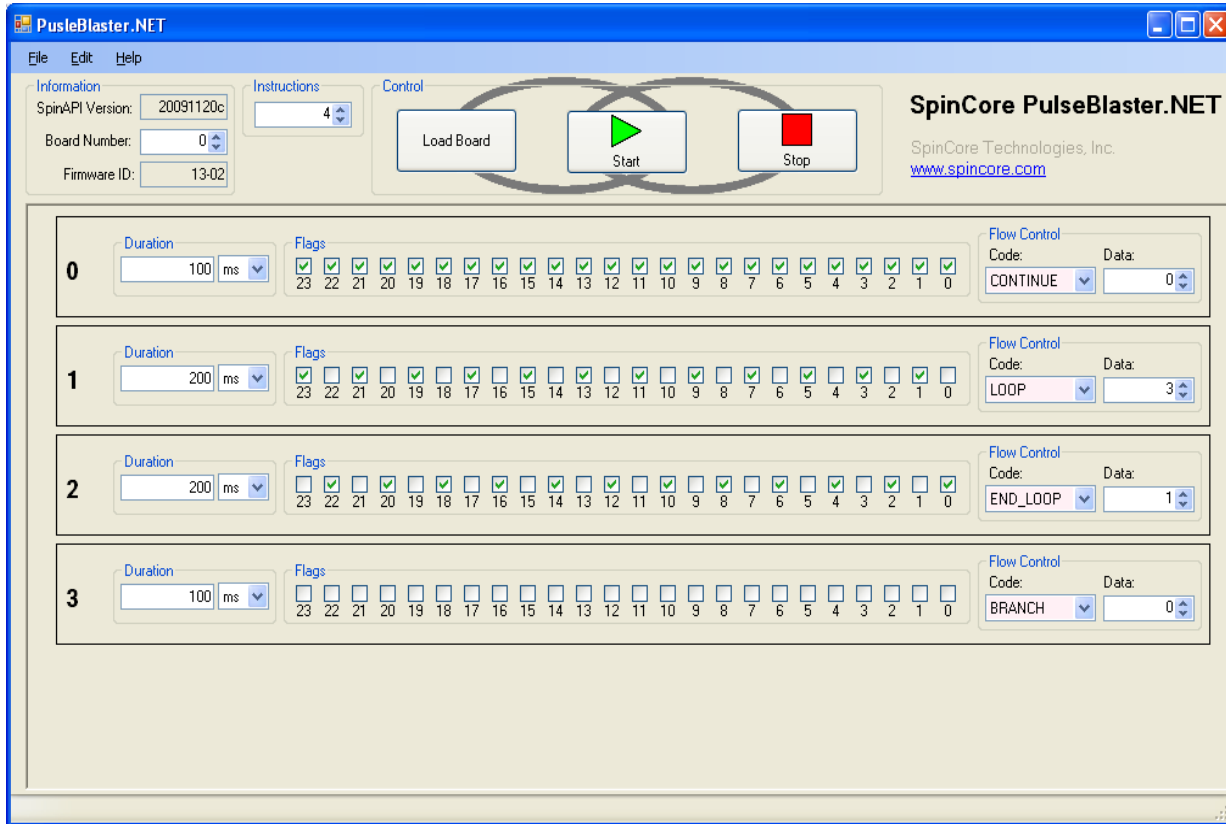 PusleBlaster.NET
File Edit Help
Information
SpinAPI Version: 20091120c
Board Number: 0
Firmware ID: 13-02
Instructions
4
Control
Load Board
Start
Stop
SpinCore PulseBlaster.NET
SpinCore Technologies, Inc.
www.spincore.com
0
Duration
100 ms
Flags
23 22 21 20 19 18 17 16 15 14 13 12 11 10 9 8 7 6 5 4 3 2 1 0
Flow Control
Code: Data:
CONTINUE 0
1
Duration
200 ms
Flags
23 22 21 20 19 18 17 16 15 14 13 12 11 10 9 8 7 6 5 4 3 2 1 0
Flow Control
Code: Data:
LOOP 3
2
Duration
200 ms
Flags
23 22 21 20 19 18 17 16 15 14 13 12 11 10 9 8 7 6 5 4 3 2 1 0
Flow Control
Code: Data:
END_LOOP 1
3
Duration
100 ms
Flags
23 22 21 20 19 18 17 16 15 14 13 12 11 10 9 8 7 6 5 4 3 2 1 0
Flow Control
Code: Data:
BRANCH 0